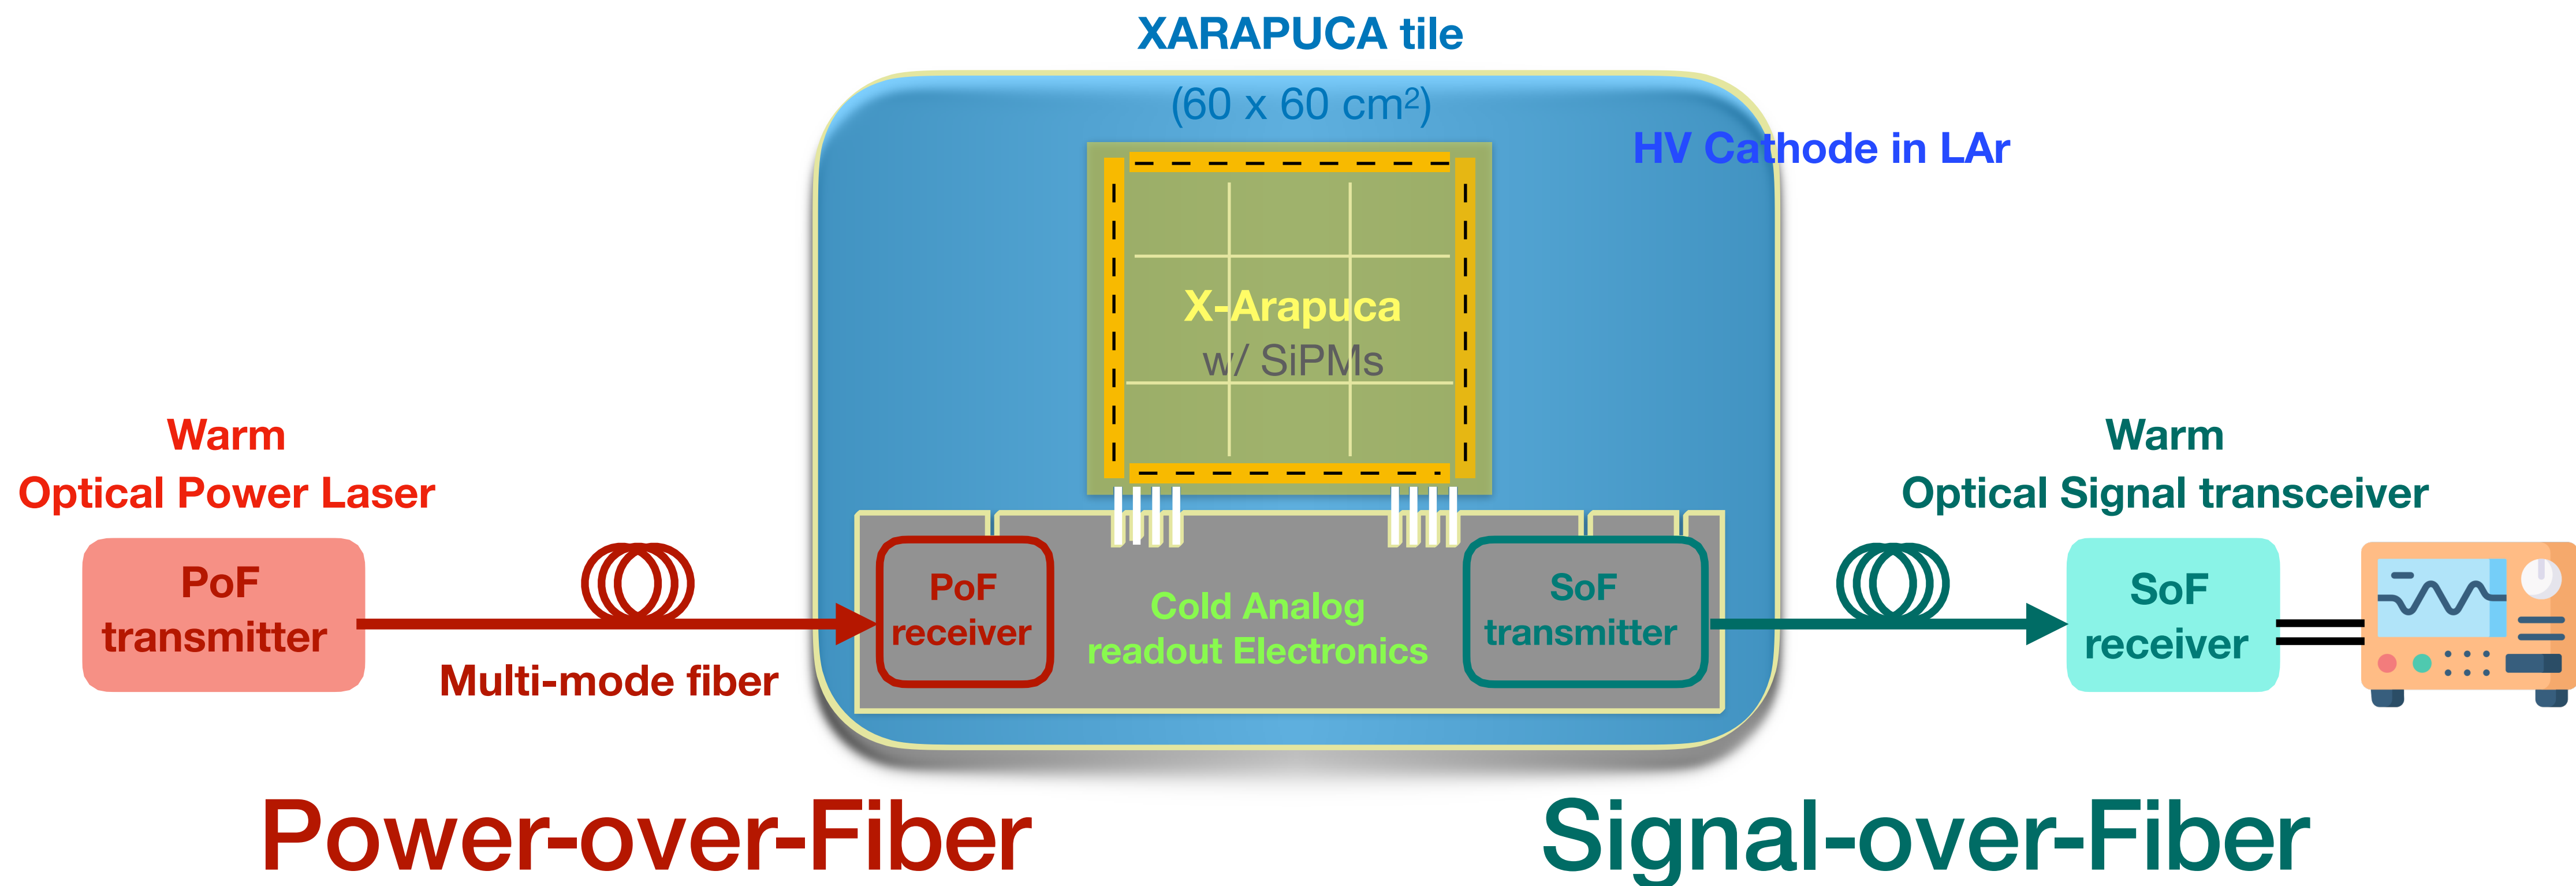 XARAPUCA tile
(60 x 60 cm²)
HV Cathode in LAr
X-Arapuca
w/ SiPMs
Warm
Optical Power Laser
PoF
transmitter
Multi-mode fiber
PoF
receiver
Cold Analog
readout Electronics
SoF
transmitter
Warm
Optical Signal transceiver
SoF
receiver
Power-over-Fiber
Signal-over-Fiber